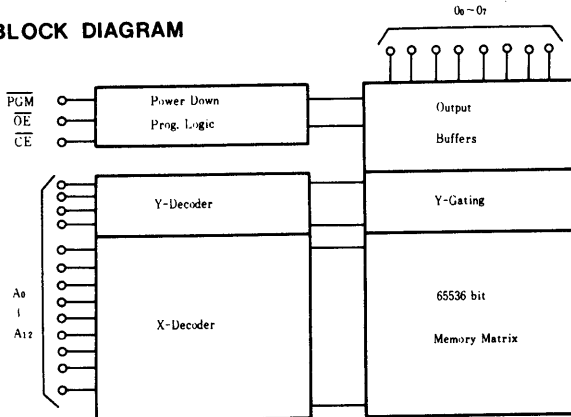 BLOCK DIAGRAM
O₀~O₇
PGM
OE
CE
Power Down
Prog. Logic
Output
Buffers
Y-Decoder
Y-Gating
A₀
≀
A₁₂
X-Decoder
65536 bit
Memory Matrix